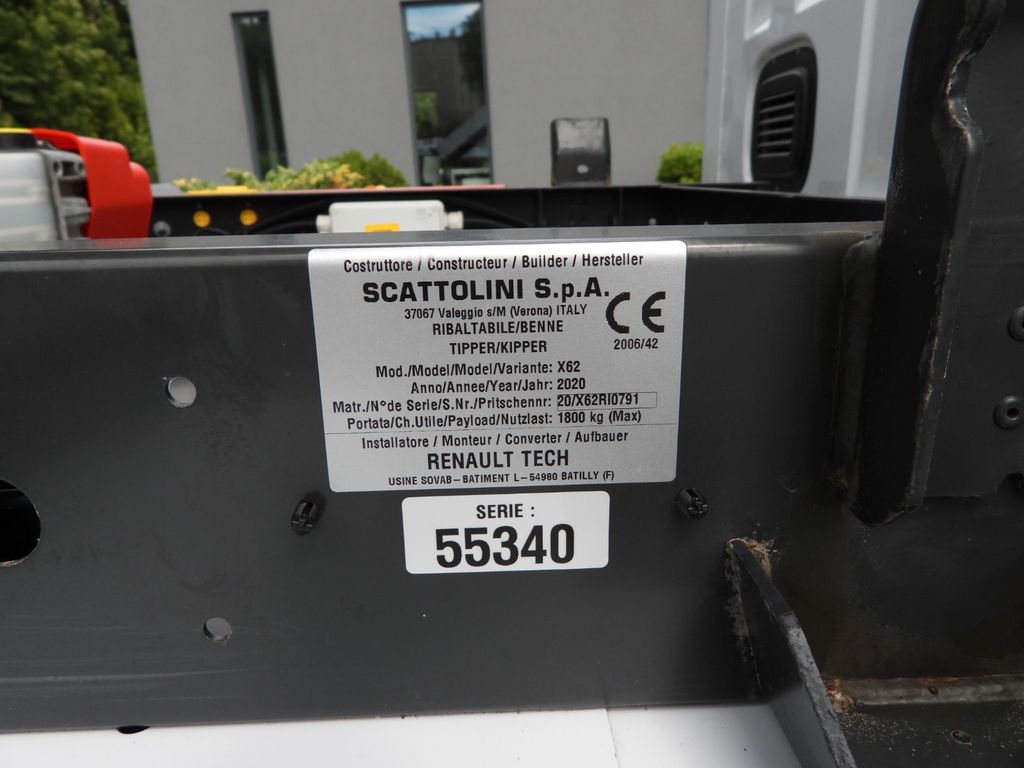 Costruttore / Constructeur / Builder / Hersteller
SCATTOLINI S.p.A.
37067 Valeggio s/M (Verona) ITALY
CE
RIBALTABILE/BENNE
2006/42
TIPPER/KIPPER
Mod./Model/Model/Variante: X62
Anno/Annee/Year/Jahr: 2020
Matr./N°de Serie/S.Nr./Pritschennr: 20/X62RI0791
Portata/Ch.Utile/Payload/Nutzlast: 1800 kg (Max)
Installatore / Monteur / Converter / Aufbauer
RENAULT TECH
USINE SOVAB-BATIMENT L-54980 BATILLY (F)
SERIE :
55340